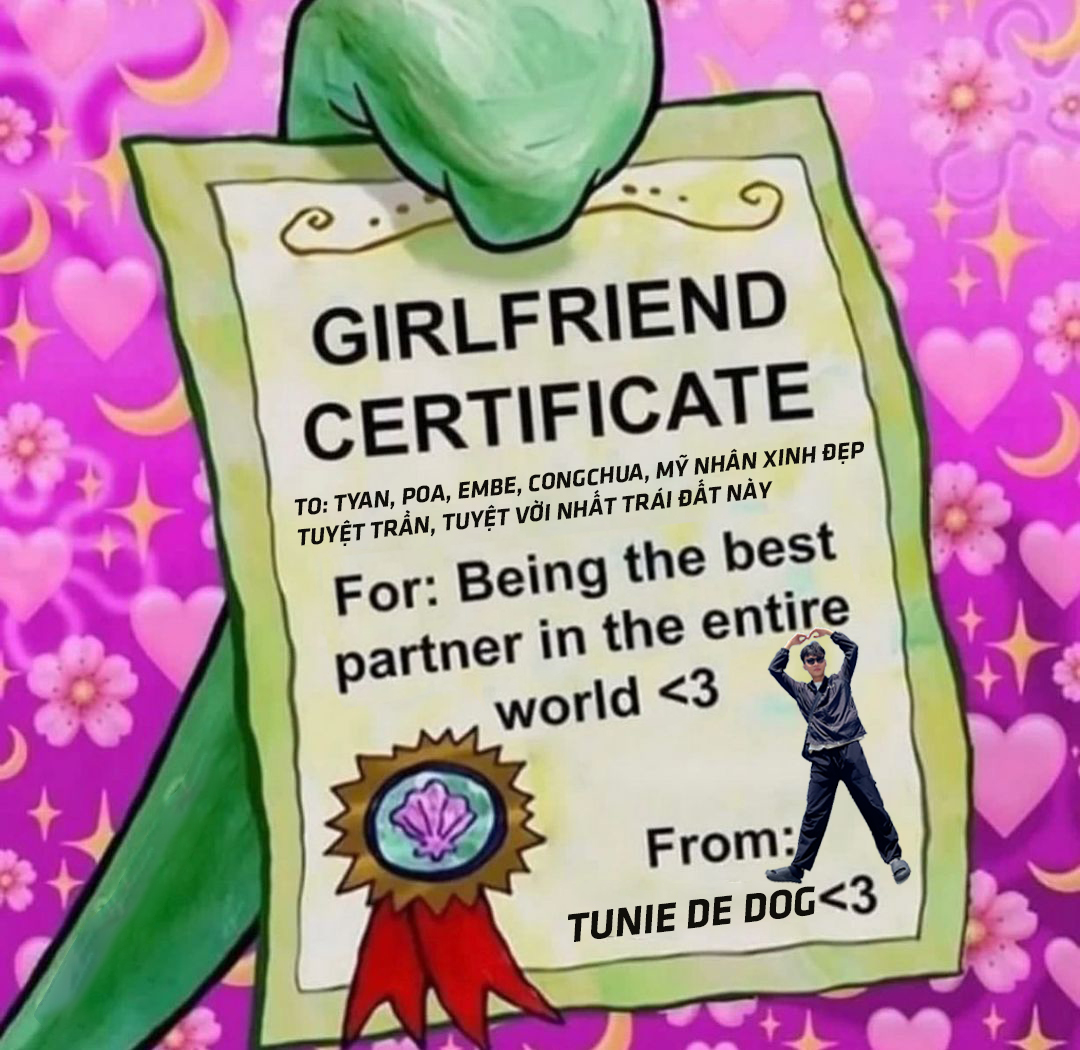 GIRLFRIEND
CERTIFICATE
TO: TYAN, POA, EMBE, CONGCHUA, MỸ NHÂN XINH ĐẸP
TUYỆT TRẦN, TUYỆT VỜI NHẤT TRÁI ĐẤT NÀY
For: Being the best
partner in the entire
world <3
From:
TUNIE DE DOG<3